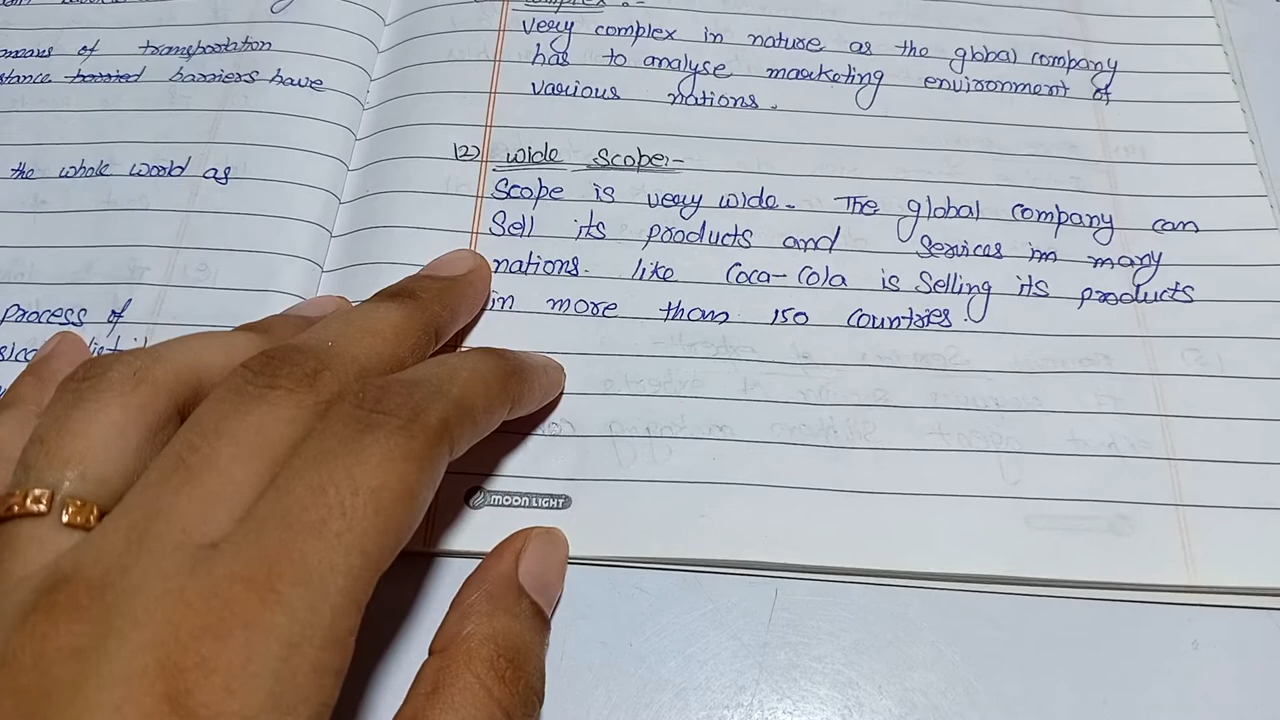 means of transportation
stance barried barriers have
the whole world as
Process of
complex :-
very complex in nature as the global company
has to analyse marketing environment of
various nations.
12) wide scope:-
Scope is very wide. The global company can
Sell its products and services in many
nations. like Coca-Cola is selling its products
in more than 150 countries.
MOON LIGHT